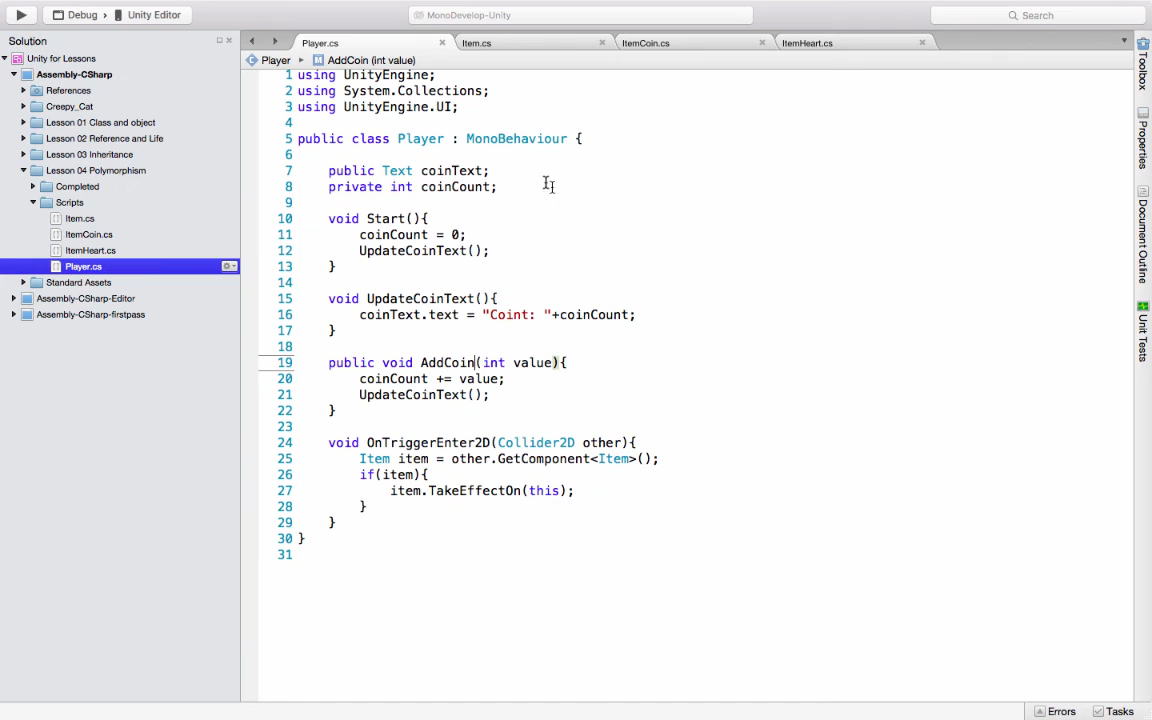 Debug › Unity Editor
MonoDevelop-Unity
Search
Solution
Unity for Lessons
Assembly-CSharp
References
Creepy_Cat
Lesson 01 Class and object
Lesson 02 Reference and Life
Lesson 03 Inheritance
Lesson 04 Polymorphism
Completed
Scripts
Item.cs
ItemCoin.cs
ItemHeart.cs
Player.cs
Standard Assets
Assembly-CSharp-Editor
Assembly-CSharp-firstpass
Player.cs Item.cs ItemCoin.cs ItemHeart.cs
Player AddCoin (int value)
1 using UnityEngine;
2 using System.Collections;
3 using UnityEngine.UI;
4
5 public class Player : MonoBehaviour {
6
7 public Text coinText;
8 private int coinCount;
9
10 void Start(){
11 coinCount = 0;
12 UpdateCoinText();
13 }
14
15 void UpdateCoinText(){
16 coinText.text = "Coint: "+coinCount;
17 }
18
19 public void AddCoin(int value){
20 coinCount += value;
21 UpdateCoinText();
22 }
23
24 void OnTriggerEnter2D(Collider2D other){
25 Item item = other.GetComponent<Item>();
26 if(item){
27 item.TakeEffectOn(this);
28 }
29 }
30 }
31
Toolbox
Properties
Document Outline
Unit Tests
Errors Tasks